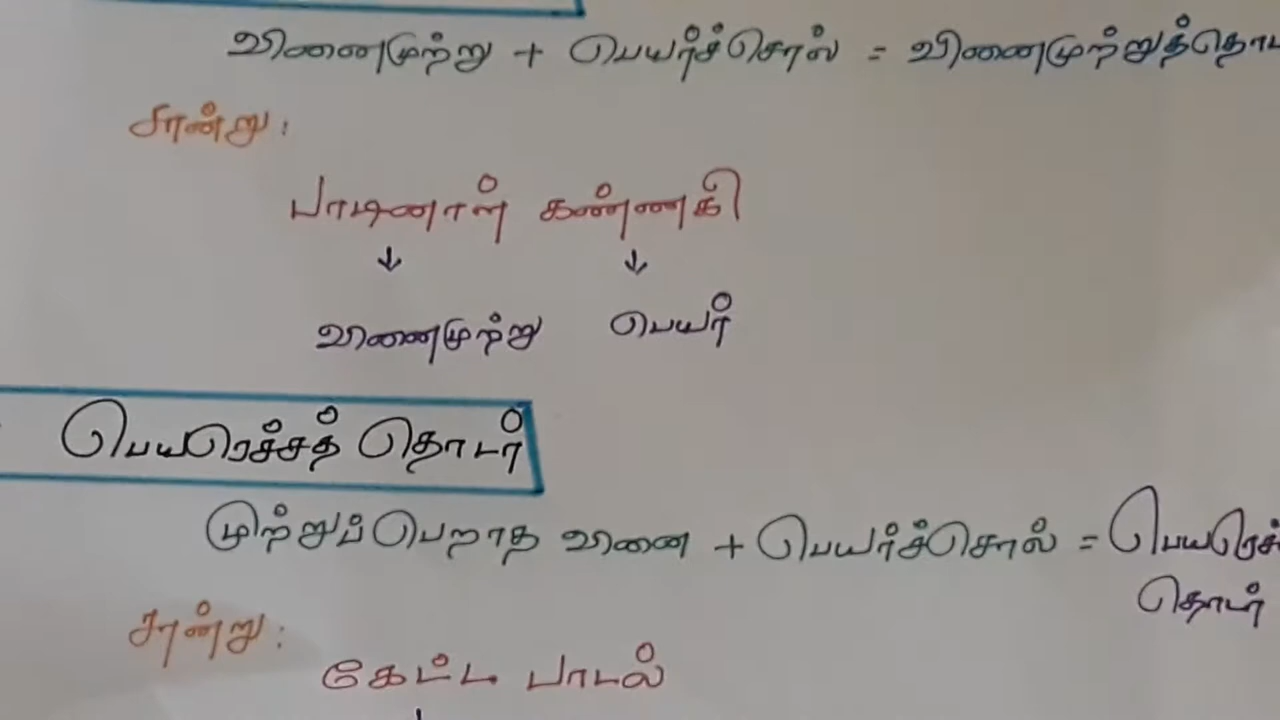 வினைமுற்று + பெயர்ச்சொல் = வினைமுற்றுத்தொட
சான்று:
பாடினாள் கண்ணகி
வினைமுற்று பெயர்
பெயரெச்சத் தொடர்
முற்றுப்பெறாத வினை + பெயர்ச்சொல் = பெயரெச்
தொடர்
சான்று:
கேட்ட பாடல்